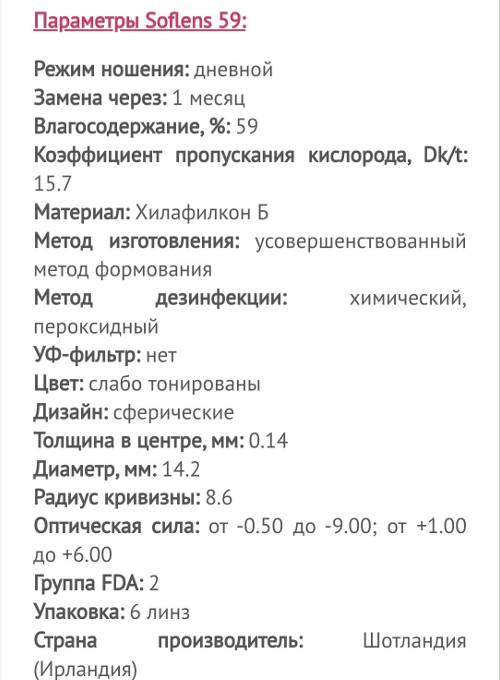 Параметры Soflens 59:
Режим ношения: дневной
Замена через: 1 месяц
Влагосодержание, %: 59
Коэффициент пропускания кислорода, Dk/t:
15.7
Материал: Хилафилкон Б
Метод изготовления: усовершенствованный
метод формования
Метод дезинфекции: химический,
пероксидный
УФ-фильтр: нет
Цвет: слабо тонированы
Дизайн: сферические
Толщина в центре, мм: 0.14
Диаметр, мм: 14.2
Радиус кривизны: 8.6
Оптическая сила: от -0.50 до -9.00; от +1.00
до +6.00
Группа FDA: 2
Упаковка: 6 линз
Страна производитель: Шотландия
(Ирландия)